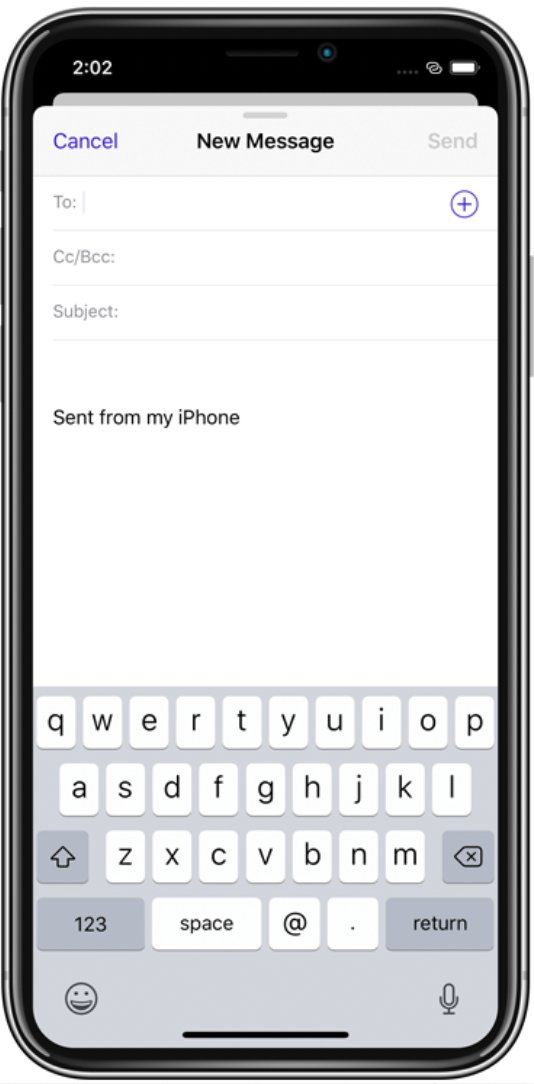 2:02
Cancel New Message Send
To:
Cc/Bcc:
Subject:
Sent from my iPhone
q w e r t y u i o p
a s d f g h j k l
z x c v b n m
123 space @ . return